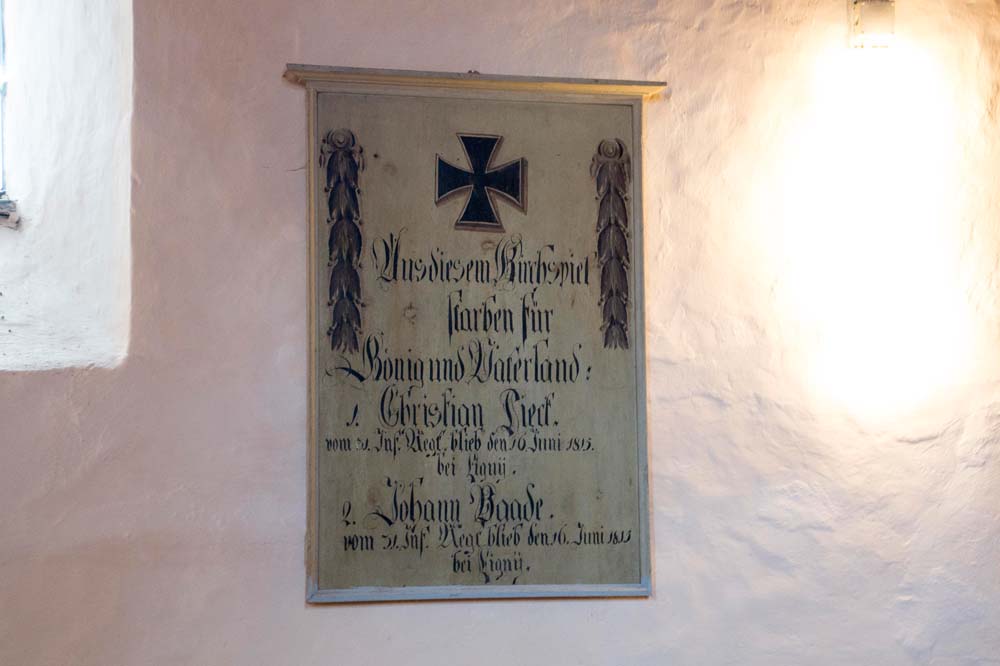 Aus diesem Kirchspiel
starben für
König und Vaterland:
1. Christian Pieck.
vom 31. Inf. Regt. blieb den 16. Juni 1815.
bei Ligny.
2. Johann Baade.
vom 31. Inf. Regt. blieb den 16. Juni 1815
bei Ligny.